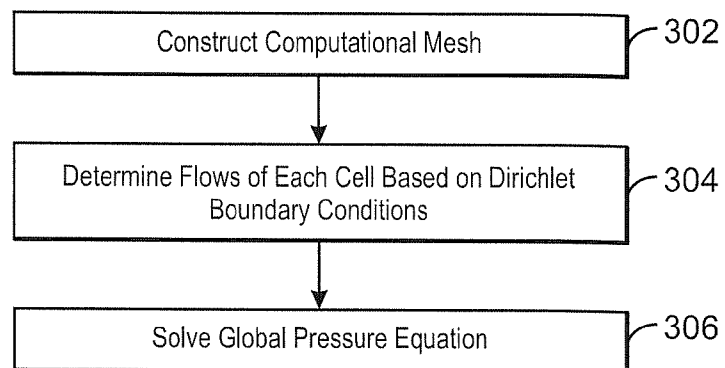 Construct Computational Mesh
302
Determine Flows of Each Cell Based on Dirichlet
Boundary Conditions
304
Solve Global Pressure Equation
306